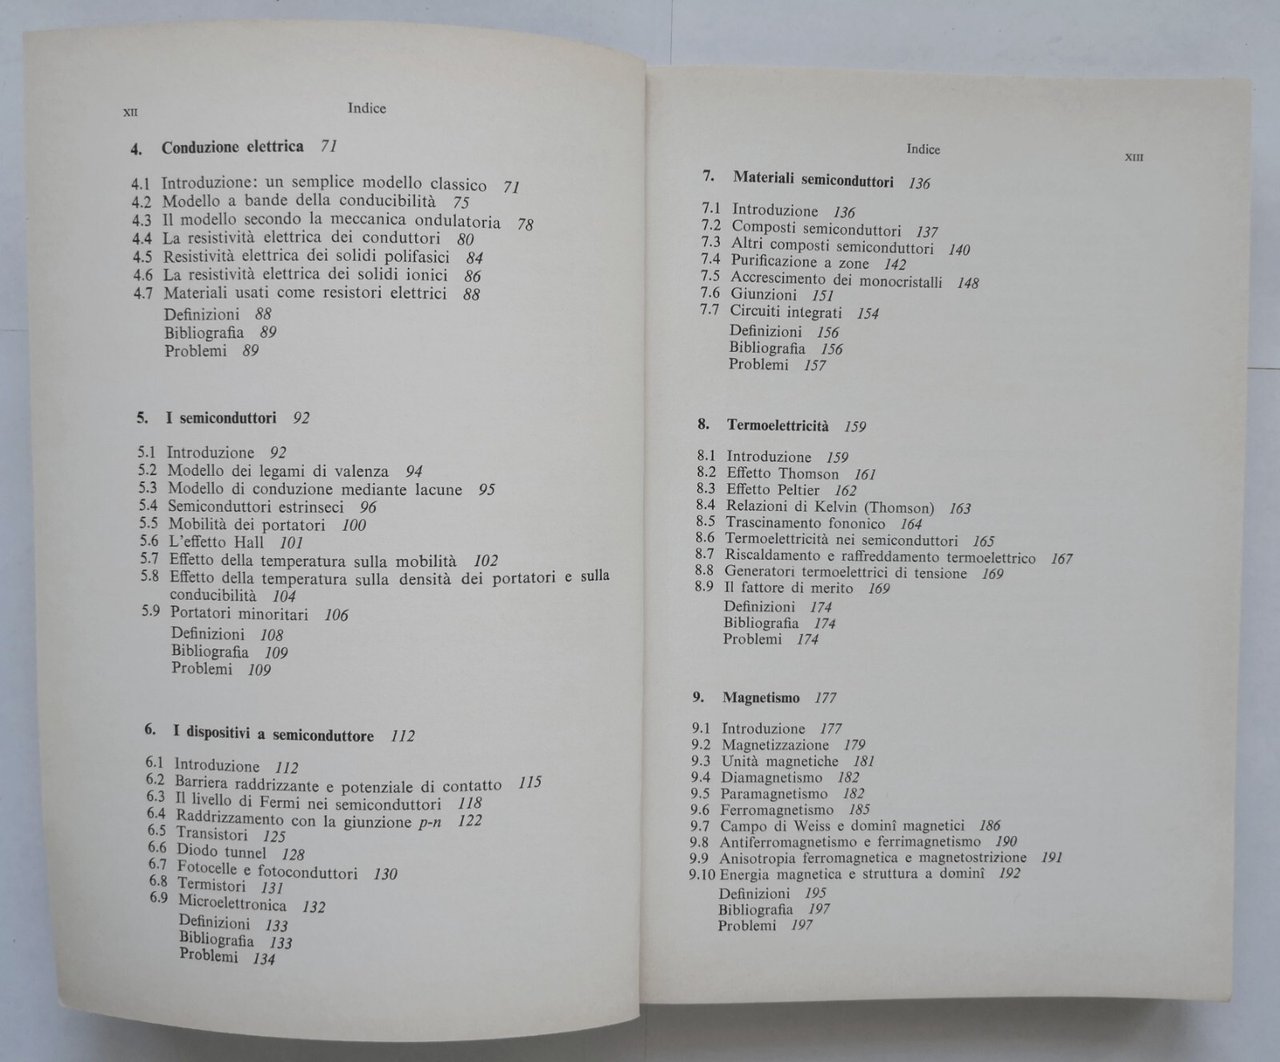 XII
Indice
4. Conduzione elettrica 71
4.1 Introduzione: un semplice modello classico 71
4.2 Modello a bande della conducibilità 75
4.3 Il modello secondo la meccanica ondulatoria 78
4.4 La resistività elettrica dei conduttori 80
4.5 Resistività elettrica dei solidi polifasici 84
4.6 La resistività elettrica dei solidi ionici 86
4.7 Materiali usati come resistori elettrici 88
Definizioni 88
Bibliografia 89
Problemi 89
5. I semiconduttori 92
5.1 Introduzione 92
5.2 Modello dei legami di valenza 94
5.3 Modello di conduzione mediante lacune 95
5.4 Semiconduttori estrinseci 96
5.5 Mobilità dei portatori 100
5.6 L'effetto Hall 101
5.7 Effetto della temperatura sulla mobilità 102
5.8 Effetto della temperatura sulla densità dei portatori e sulla
conducibilità 104
5.9 Portatori minoritari 106
Definizioni 108
Bibliografia 109
Problemi 109
6. I dispositivi a semiconduttore 112
6.1 Introduzione 112
6.2 Barriera raddrizzante e potenziale di contatto 115
6.3 Il livello di Fermi nei semiconduttori 118
6.4 Raddrizzamento con la giunzione p-n 122
6.5 Transistori 125
6.6 Diodo tunnel 128
6.7 Fotocelle e fotoconduttori 130
6.8 Termistori 131
6.9 Microelettronica 132
Definizioni 133
Bibliografia 133
Problemi 134
Indice
XIII
7. Materiali semiconduttori 136
7.1 Introduzione 136
7.2 Composti semiconduttori 137
7.3 Altri composti semiconduttori 140
7.4 Purificazione a zone 142
7.5 Accrescimento dei monocristalli 148
7.6 Giunzioni 151
7.7 Circuiti integrati 154
Definizioni 156
Bibliografia 156
Problemi 157
8. Termoelettricità 159
8.1 Introduzione 159
8.2 Effetto Thomson 161
8.3 Effetto Peltier 162
8.4 Relazioni di Kelvin (Thomson) 163
8.5 Trascinamento fononico 164
8.6 Termoelettricità nei semiconduttori 165
8.7 Riscaldamento e raffreddamento termoelettrico 167
8.8 Generatori termoelettrici di tensione 169
8.9 Il fattore di merito 169
Definizioni 174
Bibliografia 174
Problemi 174
9. Magnetismo 177
9.1 Introduzione 177
9.2 Magnetizzazione 179
9.3 Unità magnetiche 181
9.4 Diamagnetismo 182
9.5 Paramagnetismo 182
9.6 Ferromagnetismo 185
9.7 Campo di Weiss e dominî magnetici 186
9.8 Antiferromagnetismo e ferrimagnetismo 190
9.9 Anisotropia ferromagnetica e magnetostrizione 191
9.10 Energia magnetica e struttura a dominî 192
Definizioni 195
Bibliografia 197
Problemi 197